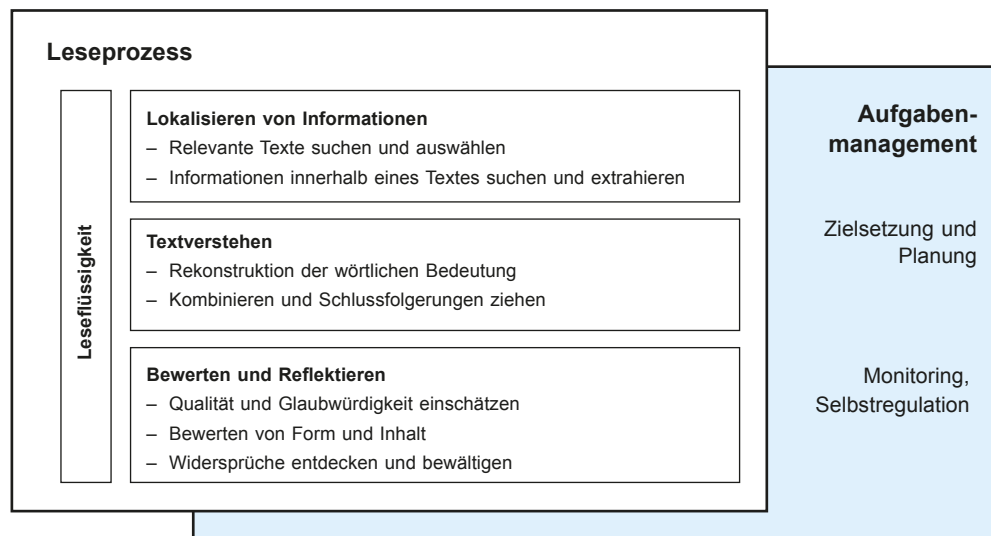 Leseprozess
Leseflüssigkeit
Lokalisieren von Informationen
– Relevante Texte suchen und auswählen
– Informationen innerhalb eines Textes suchen und extrahieren
Textverstehen
– Rekonstruktion der wörtlichen Bedeutung
– Kombinieren und Schlussfolgerungen ziehen
Bewerten und Reflektieren
– Qualität und Glaubwürdigkeit einschätzen
– Bewerten von Form und Inhalt
– Widersprüche entdecken und bewältigen
Aufgaben-
management
Zielsetzung und
Planung
Monitoring,
Selbstregulation